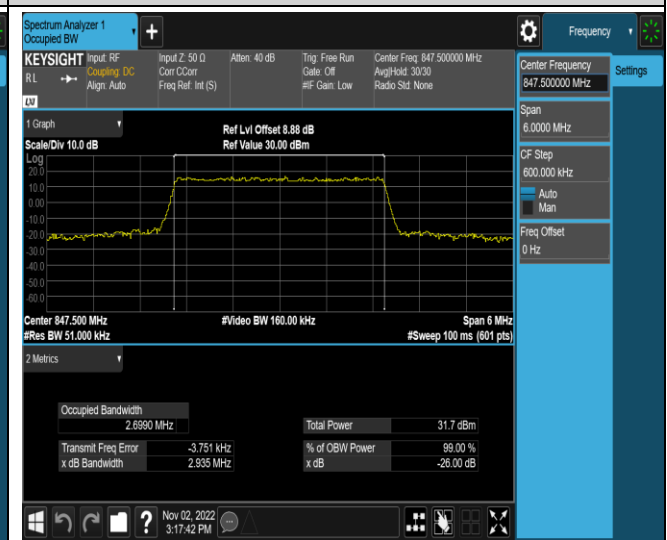 Spectrum Analyzer 1
Occupied BW
+
Frequency
KEYSIGHT
R L
LV
Input: RF
Coupling: DC
Align: Auto
Input Z: 50 Ω
Corr CCorr
Freq Ref: Int (S)
Atten: 40 dB
Trig: Free Run
Gate: Off
#IF Gain: Low
Center Freq: 847.500000 MHz
Avg|Hold: 30/30
Radio Std: None
Center Frequency
847.500000 MHz
Settings
Span
6.0000 MHz
CF Step
600.000 kHz
Auto
Man
Freq Offset
0 Hz
1 Graph
Scale/Div 10.0 dB
Ref Lvl Offset 8.88 dB
Ref Value 30.00 dBm
Log
20.0
10.0
0.00
-10.0
-20.0
-30.0
-40.0
-50.0
-60.0
Center 847.500 MHz
#Video BW 160.00 kHz
Span 6 MHz
#Res BW 51.000 kHz
#Sweep 100 ms (601 pts)
2 Metrics
Occupied Bandwidth
2.6990 MHz
Total Power 31.7 dBm
Transmit Freq Error -3.751 kHz
% of OBW Power 99.00 %
x dB Bandwidth 2.935 MHz
x dB -26.00 dB
?
Nov 02, 2022
3:17:42 PM